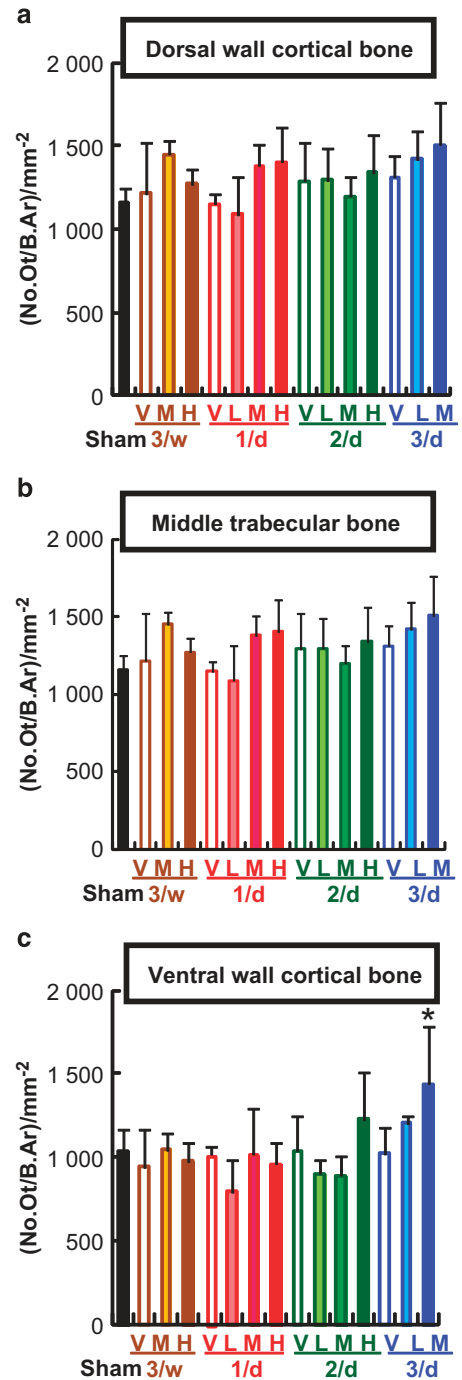 a
Dorsal wall cortical bone
(No.Ot/B.Ar)/mm-2
2 000
1 500
1 000
500
0
V M H V L M H V L M H V L M
Sham 3/w 1/d 2/d 3/d
b
Middle trabecular bone
(No.Ot/B.Ar)/mm-2
2 000
1 500
1 000
500
0
V M H V L M H V L M H V L M
Sham 3/w 1/d 2/d 3/d
c
Ventral wall cortical bone
(No.Ot/B.Ar)/mm-2
2 000
1 500
1 000
500
0
*
V M H V L M H V L M H V L M
Sham 3/w 1/d 2/d 3/d